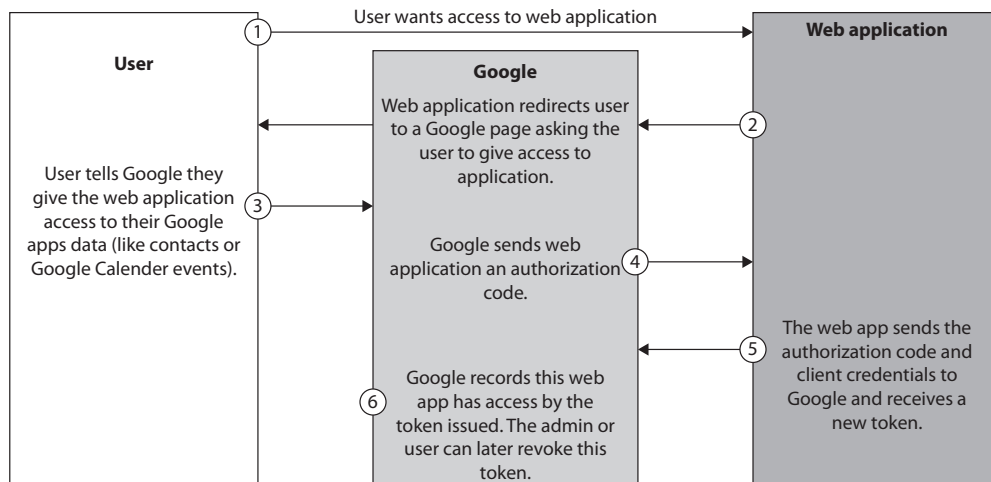 User wants access to web application
1
User
Google
Web application
Web application redirects user
to a Google page asking the
user to give access to
application.
2
User tells Google they
give the web application
access to their Google
apps data (like contacts or
Google Calender events).
3
Google sends web
application an authorization
code.
4
The web app sends the
authorization code and
client credentials to
Google and receives a
new token.
5
6
Google records this web
app has access by the
token issued. The admin or
user can later revoke this
token.